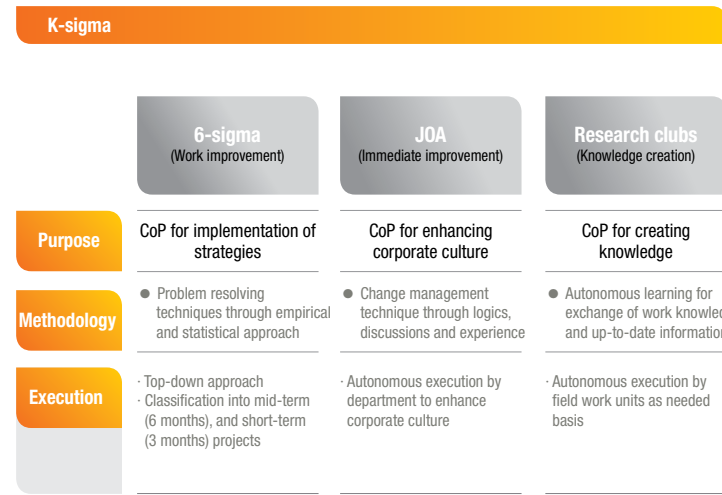 K-sigma
6-sigma
(Work improvement)
JOA
(Immediate improvement)
Research clubs
(Knowledge creation)
Purpose
CoP for implementation of
strategies
CoP for enhancing
corporate culture
CoP for creating
knowledge
Methodology
● Problem resolving
techniques through empirical
and statistical approach
● Change management
technique through logics,
discussions and experience
● Autonomous learning for
exchange of work
and up-to-date information
Execution
· Top-down approach
· Classification into mid-term
(6 months), and short-term
(3 months) projects
· Autonomous execution by
department to enhance
corporate culture
· Autonomous execution by
field work units as needed
basis